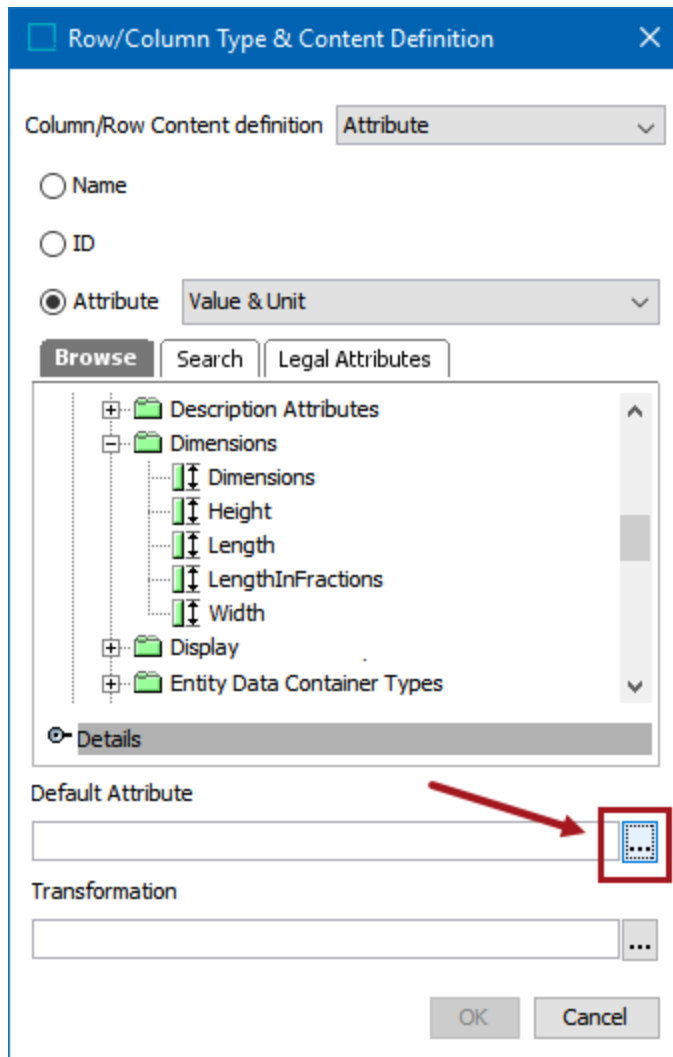 Row/Column Type & Content Definition
Column/Row Content definition Attribute
Name
ID
Attribute Value & Unit
Browse Search Legal Attributes
Description Attributes
Dimensions
Dimensions
Height
Length
LengthInFractions
Width
Display
Entity Data Container Types
Details
Default Attribute
...
Transformation
...
OK Cancel